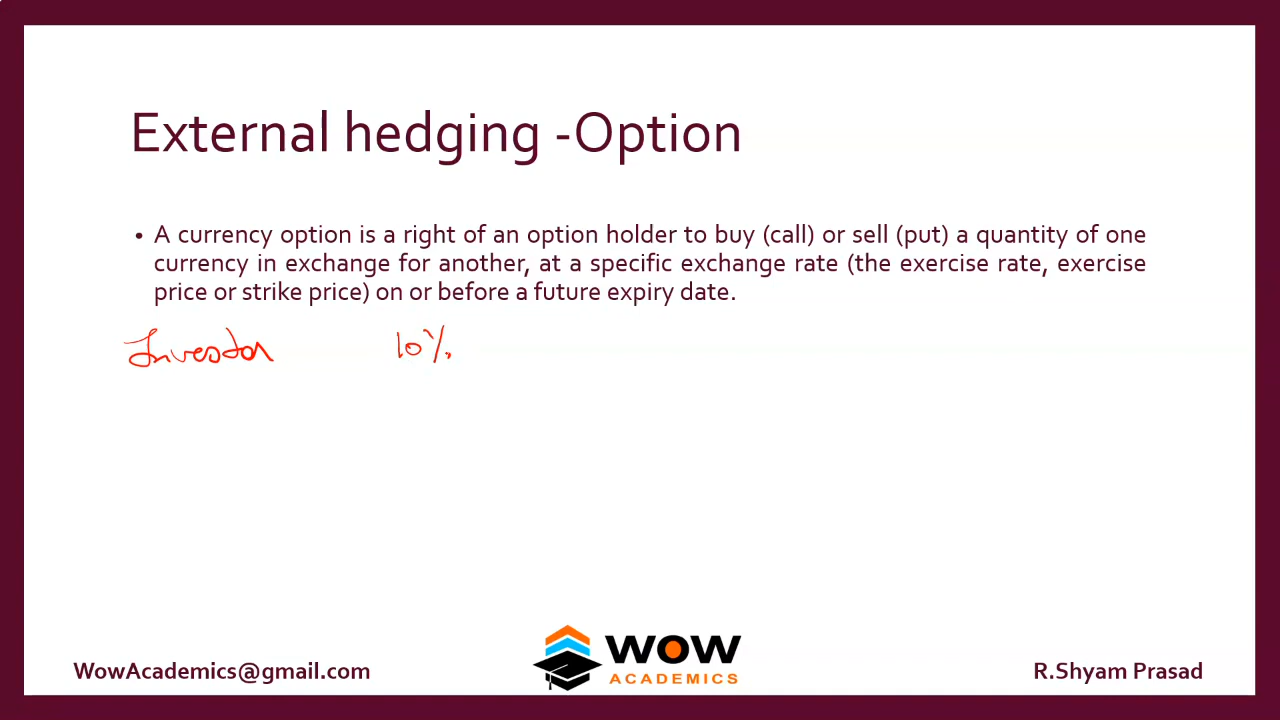 External hedging -Option
• A currency option is a right of an option holder to buy (call) or sell (put) a quantity of one
currency in exchange for another, at a specific exchange rate (the exercise rate, exercise
price or strike price) on or before a future expiry date.
Investor 10%
WowAcademics@gmail.com
WOW
ACADEMICS
R.Shyam Prasad